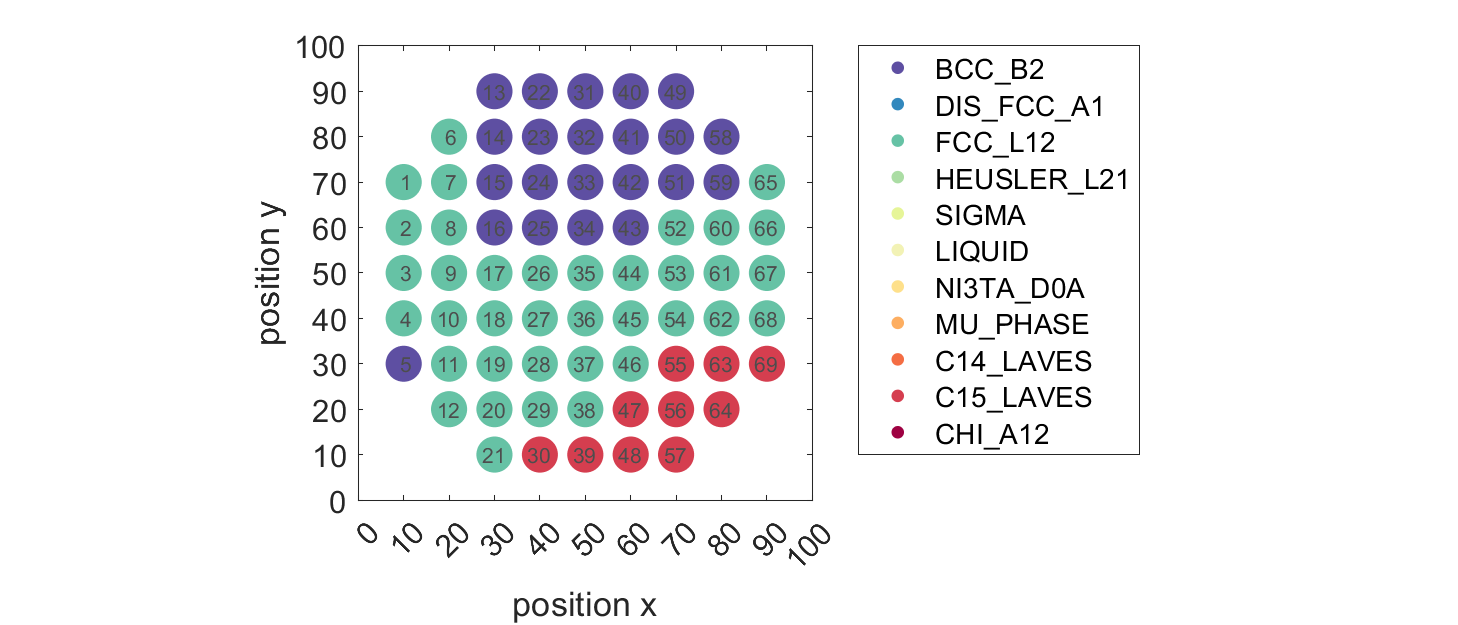 100
90
80
70
60
50
40
30
20
10
0
position y
13 22 31 40 49
6 14 23 32 41 50 58
1 7 15 24 33 42 51 59 65
2 8 16 25 34 43 52 60 66
3 9 17 26 35 44 53 61 67
4 10 18 27 36 45 54 62 68
5 11 19 28 37 46 55 63 69
12 20 29 38 47 56 64
21 30 39 48 57
0 10 20 30 40 50 60 70 80 90 100
position x
BCC_B2
DIS_FCC_A1
FCC_L12
HEUSLER_L21
SIGMA
LIQUID
NI3TA_D0A
MU_PHASE
C14_LAVES
C15_LAVES
CHI_A12